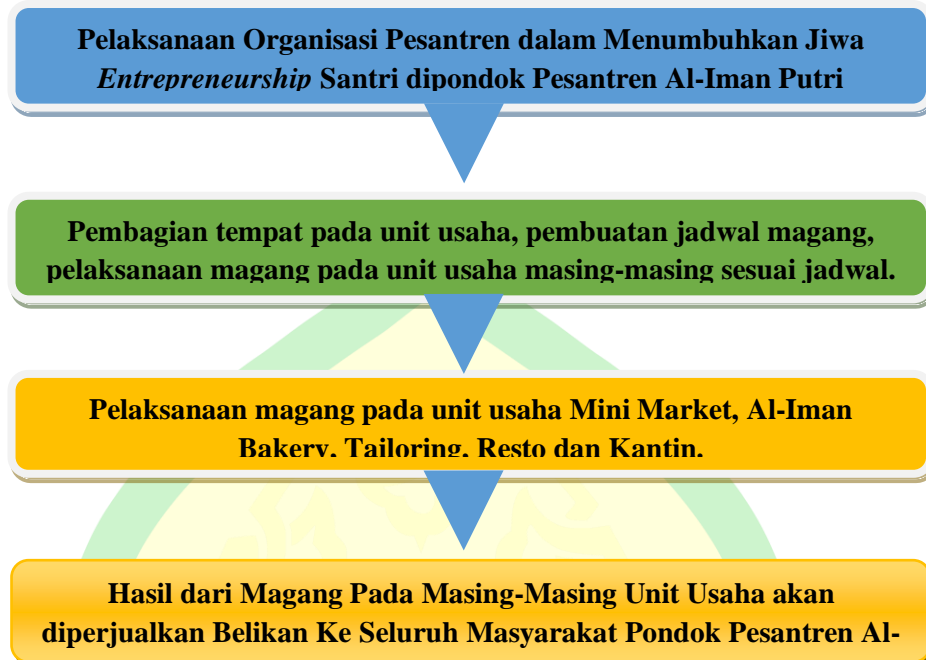 Pelaksanaan Organisasi Pesantren dalam Menumbuhkan Jiwa
Entrepreneurship Santri dipondok Pesantren Al-Iman Putri
Pembagian tempat pada unit usaha, pembuatan jadwal magang,
pelaksanaan magang pada unit usaha masing-masing sesuai jadwal.
Pelaksanaan magang pada unit usaha Mini Market, Al-Iman
Bakery, Tailoring, Resto dan Kantin.
Hasil dari Magang Pada Masing-Masing Unit Usaha akan
diperjualkan Belikan Ke Seluruh Masyarakat Pondok Pesantren Al-